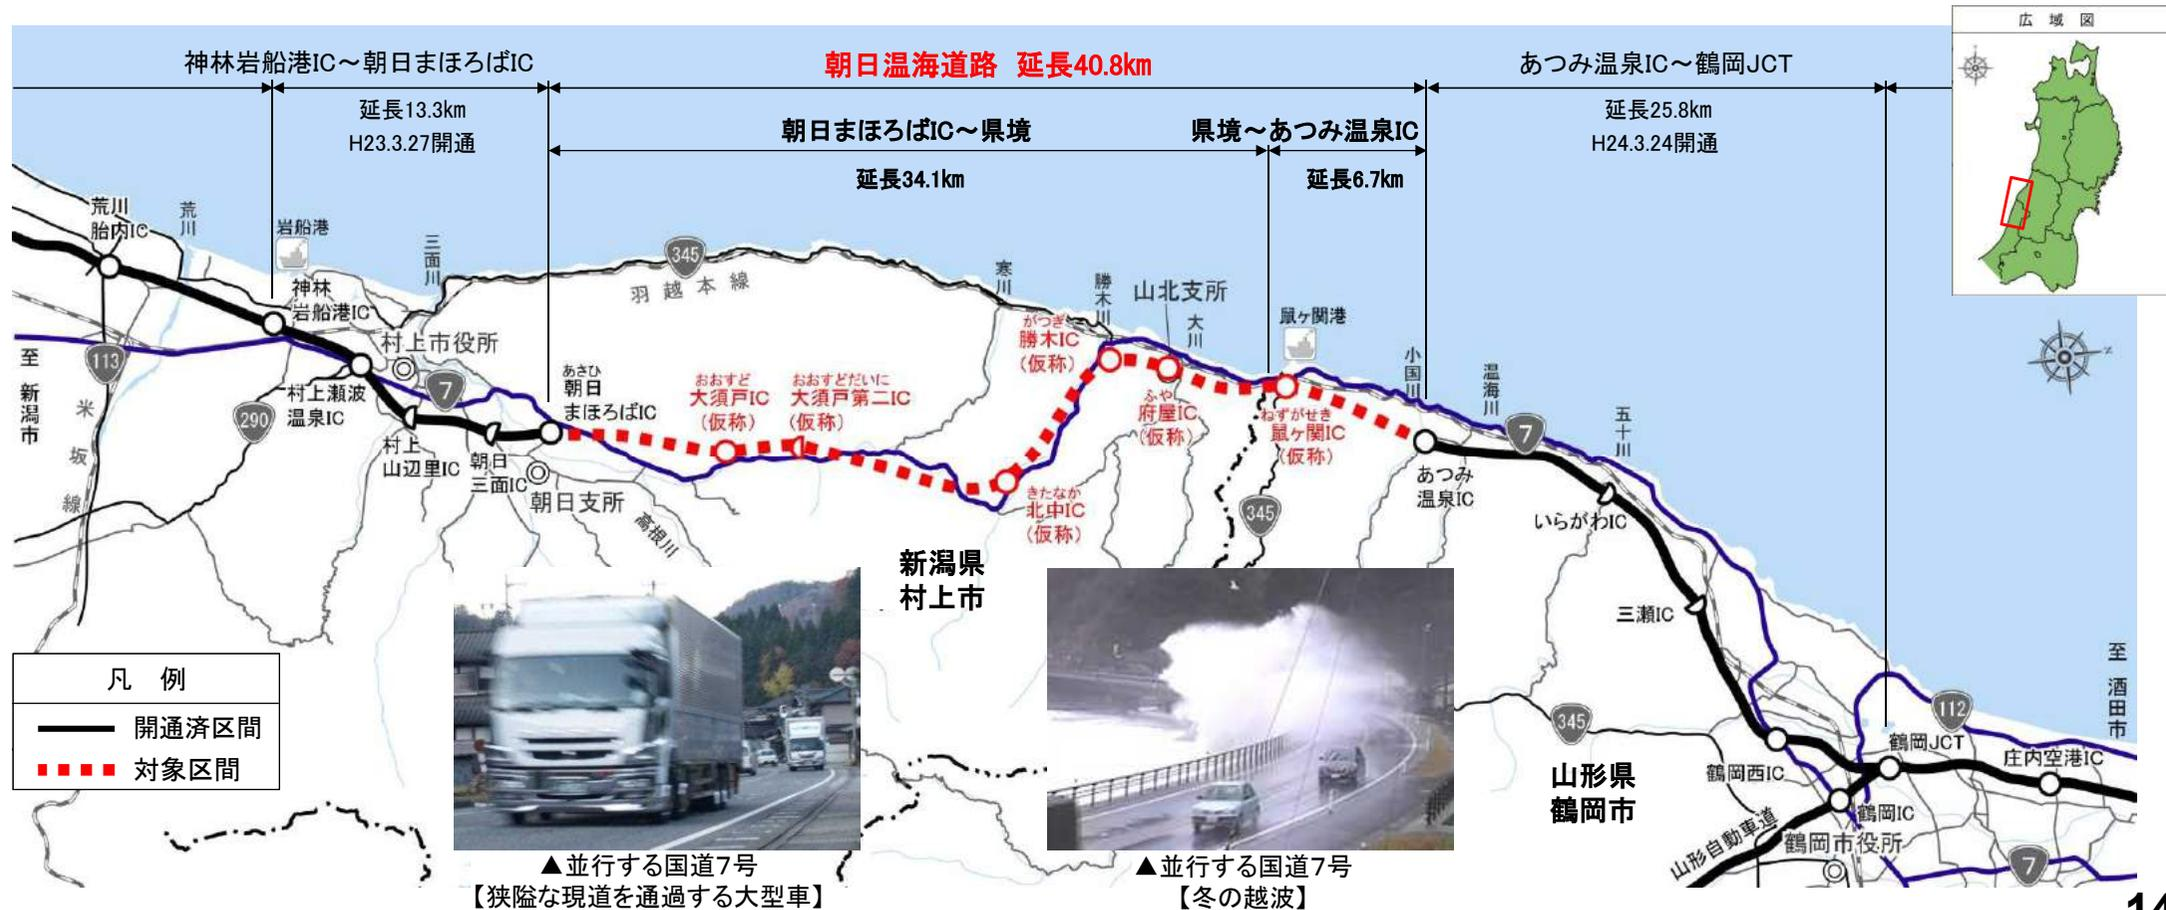 広域図
神林岩船港IC～朝日まほろばIC
朝日温海道路 延長40.8㎞
あつみ温泉IC～鶴岡JCT
延長13.3㎞
H23.3.27開通
朝日まほろばIC～県境
県境～あつみ温泉IC
延長25.8㎞
H24.3.24開通
延長34.1㎞
延長6.7㎞
荒川
胎内IC
荒川
岩船港
三面川
345
羽越本線
寒川
勝木川
山北支所
大川
鼠ヶ関港
小国川
温海川
五十川
神林
岩船港IC
村上市役所
がつぎ
勝木IC
(仮称)
至 新潟市
113
米坂線
290
村上瀬波
温泉IC
7
村上
山辺里IC
朝日
三面IC
あさひ
朝日
まほろばIC
朝日支所
高根川
おおすど
大須戸IC
(仮称)
おおすどだいに
大須戸第二IC
(仮称)
きたなか
北中IC
(仮称)
ふや
府屋IC
(仮称)
ねずがせき
鼠ヶ関IC
(仮称)
345
あつみ
温泉IC
7
いらがわIC
三瀬IC
新潟県
村上市
345
山形県
鶴岡市
鶴岡西IC
鶴岡JCT
112
庄内空港IC
至 酒田市
鶴岡IC
鶴岡市役所
山形自動車道
7
凡 例
開通済区間
対象区間
▲並行する国道7号
【狭隘な現道を通過する大型車】
▲並行する国道7号
【冬の越波】